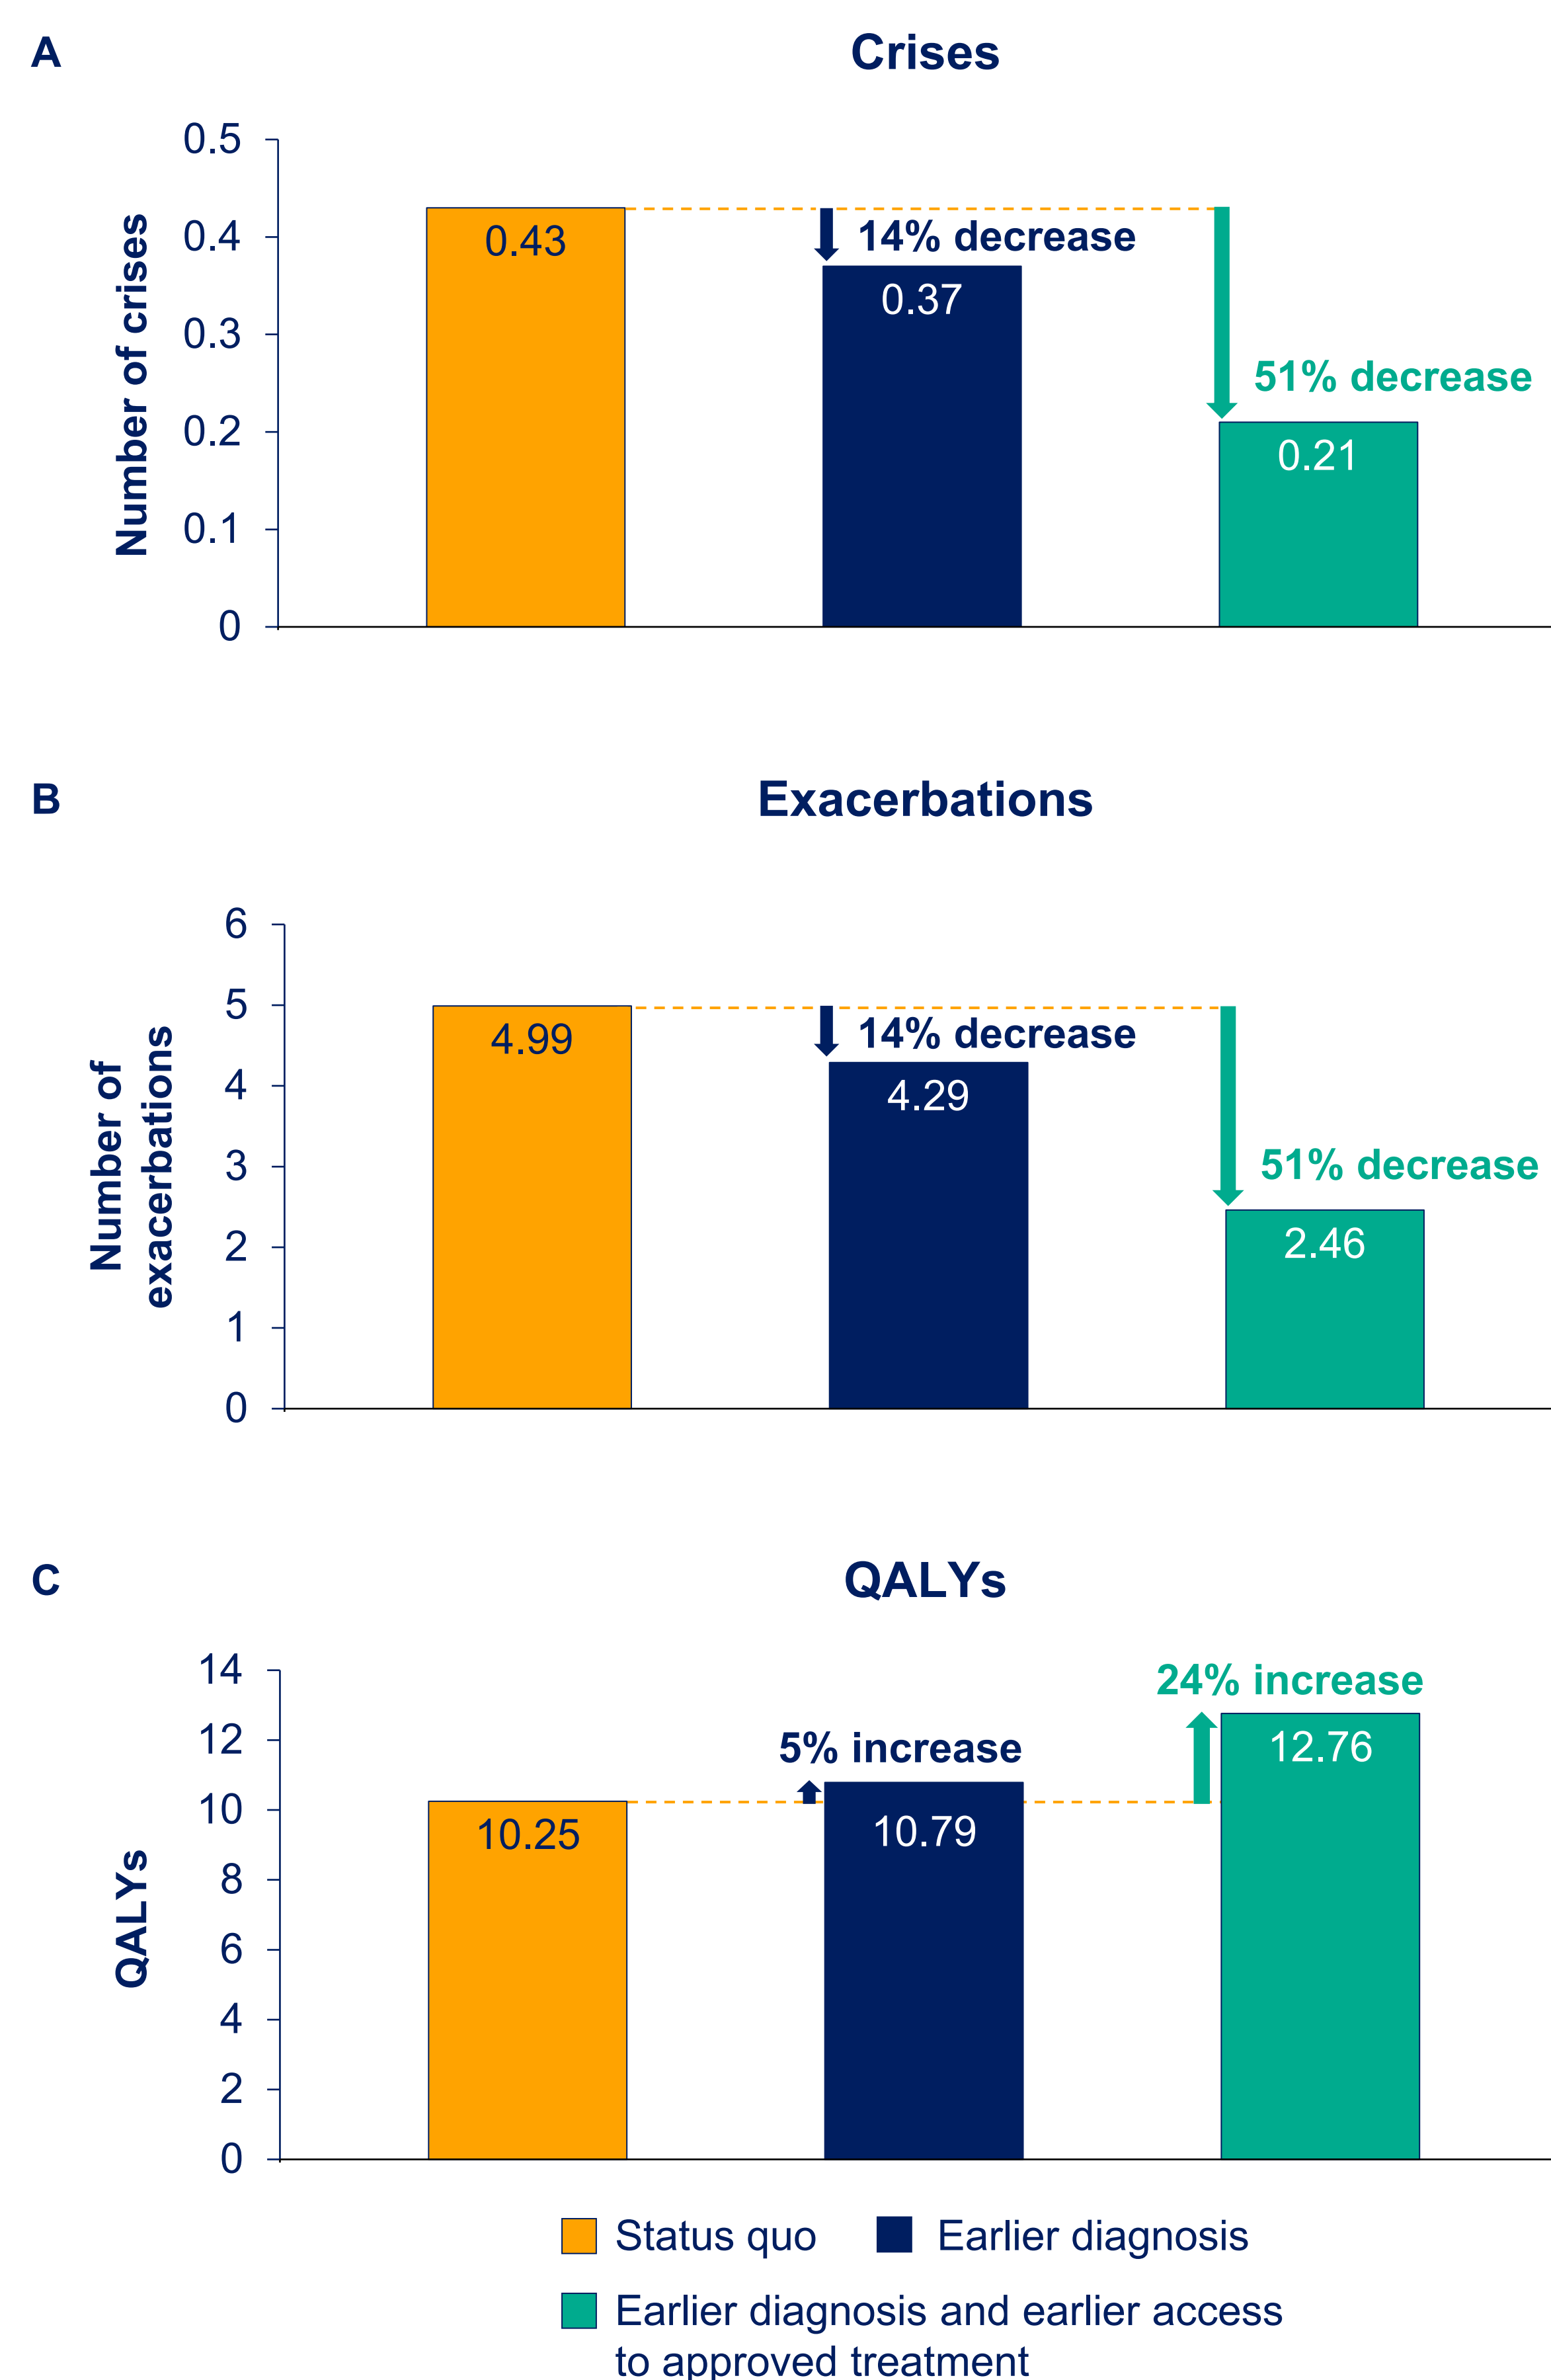 A
Crises
Number of crises
0.5
0.4
0.3
0.2
0.1
0
0.43
14% decrease
0.37
51% decrease
0.21
B
Exacerbations
Number of
exacerbations
6
5
4
3
2
1
0
4.99
14% decrease
4.29
51% decrease
2.46
C
QALYs
QALYs
14
12
10
8
6
4
2
0
10.25
5% increase
10.79
24% increase
12.76
Status quo
Earlier diagnosis
Earlier diagnosis and earlier access
to approved treatment